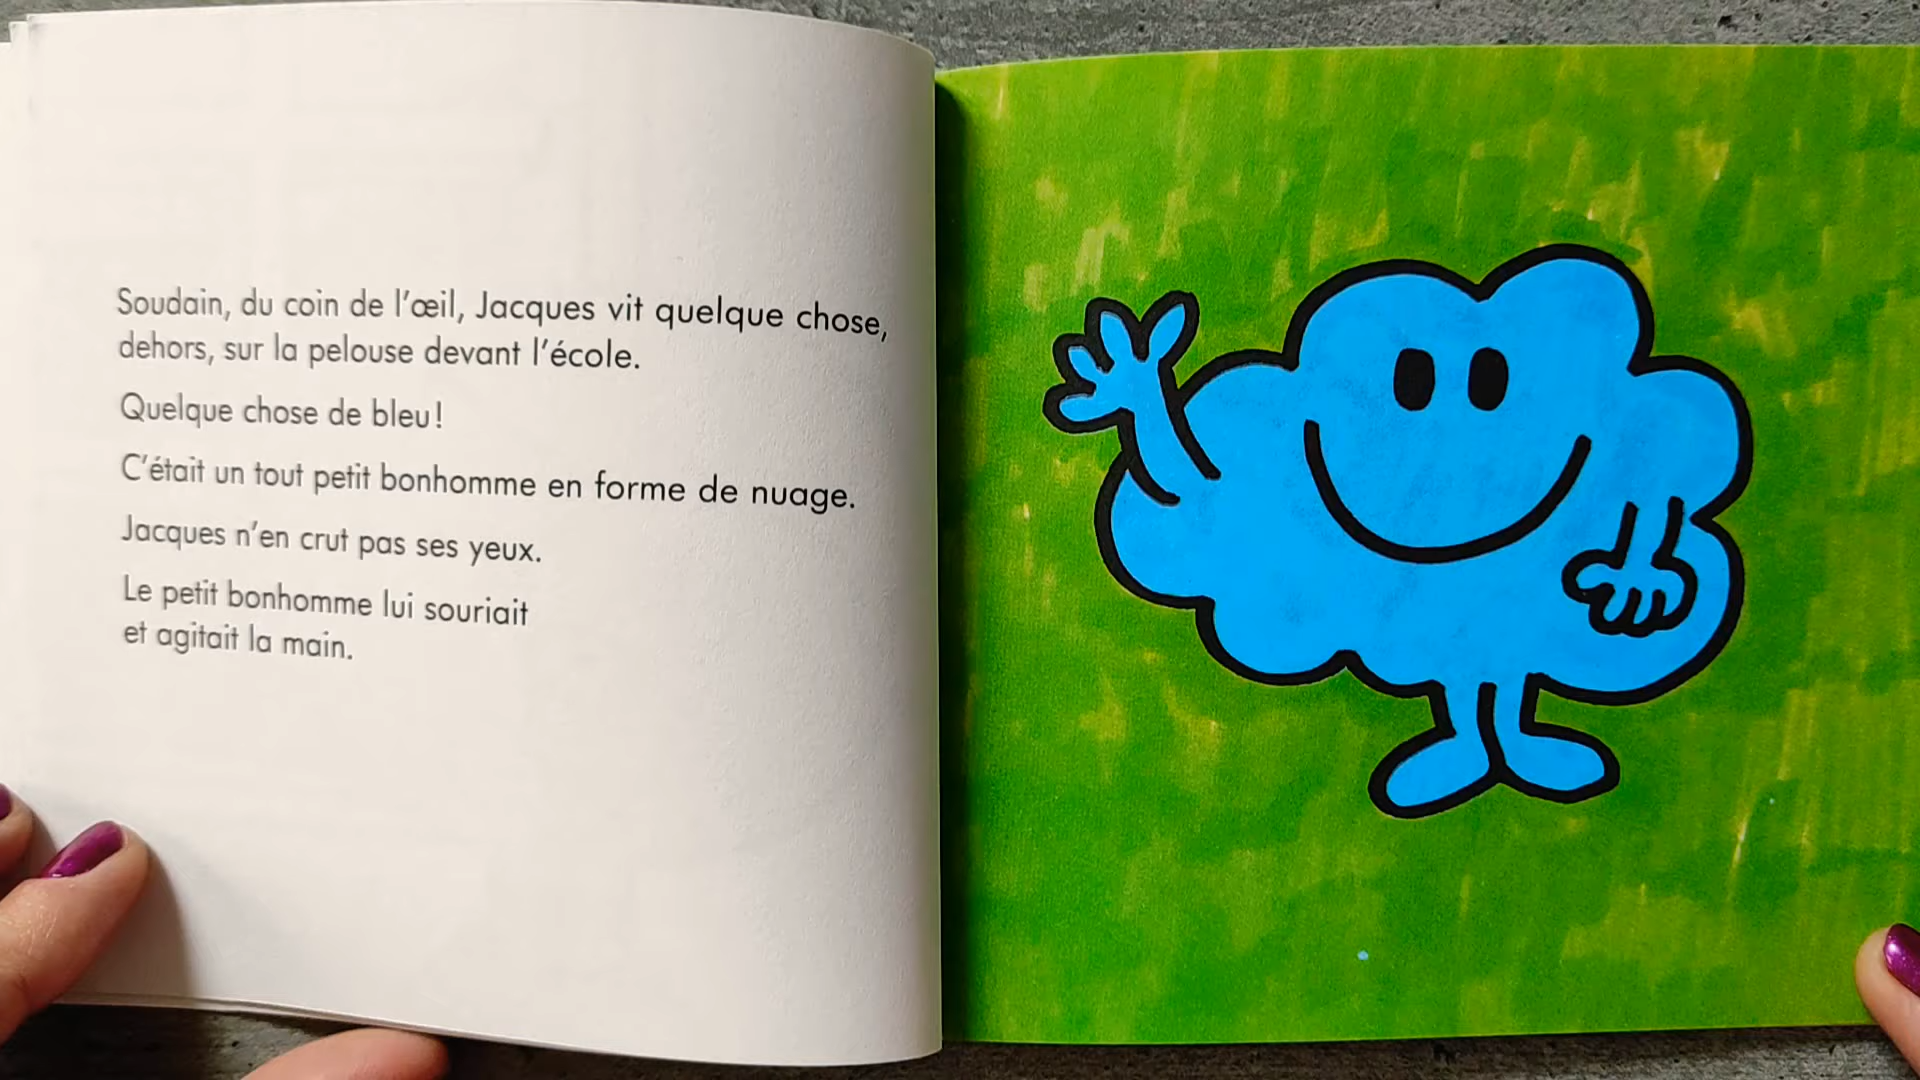 Soudain, du coin de l'œil, Jacques vit quelque chose,
dehors, sur la pelouse devant l'école.
Quelque chose de bleu !
C'était un tout petit bonhomme en forme de nuage.
Jacques n'en crut pas ses yeux.
Le petit bonhomme lui souriait
et agitait la main.